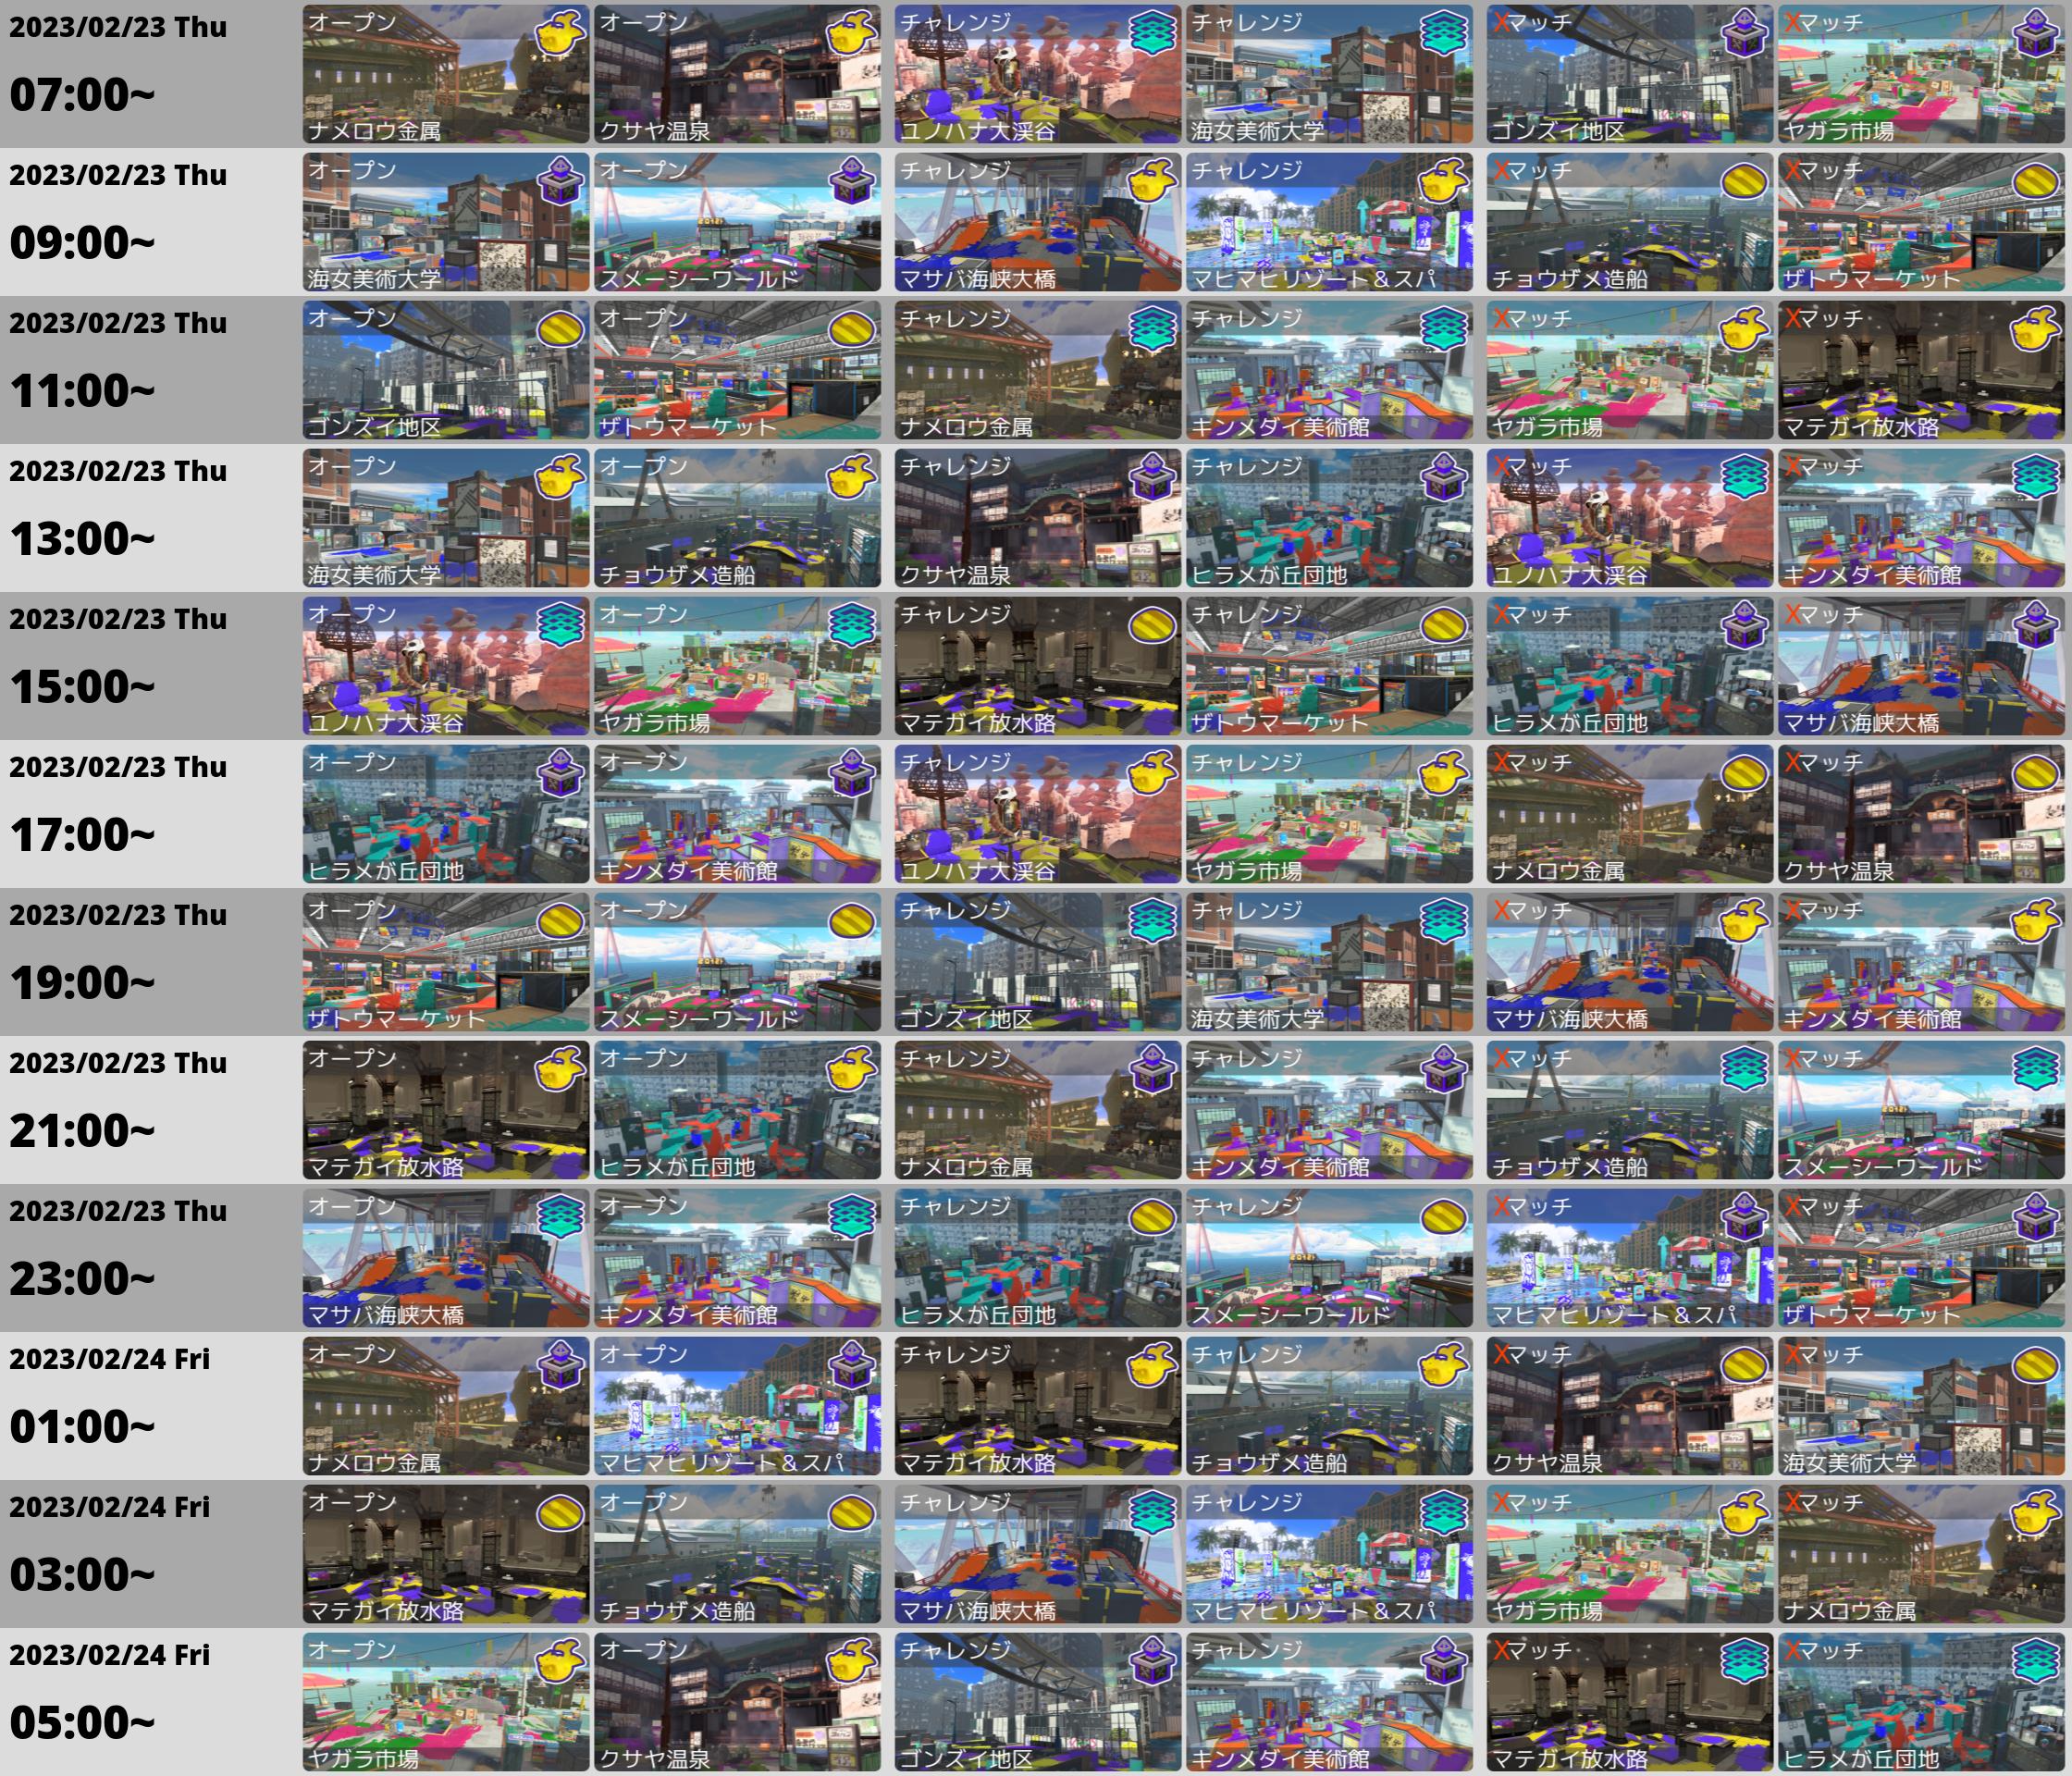 2023/02/23 Thu
07:00~
オープン オープン チャレンジ チャレンジ Xマッチ Xマッチ
ナメロウ金属 クサヤ温泉 ユノハナ大渓谷 海女美術大学 ゴンズイ地区 ヤガラ市場
2023/02/23 Thu
09:00~
オープン オープン チャレンジ チャレンジ Xマッチ Xマッチ
海女美術大学 スメーシーワールド マサバ海峡大橋 マヒマヒリゾート&スパ チョウザメ造船 ザトウマーケット
2023/02/23 Thu
11:00~
オープン オープン チャレンジ チャレンジ Xマッチ Xマッチ
ゴンズイ地区 ザトウマーケット ナメロウ金属 キンメダイ美術館 ヤガラ市場 マテガイ放水路
2023/02/23 Thu
13:00~
オープン オープン チャレンジ チャレンジ Xマッチ Xマッチ
海女美術大学 チョウザメ造船 クサヤ温泉 ヒラメが丘団地 ユノハナ大渓谷 キンメダイ美術館
2023/02/23 Thu
15:00~
オープン オープン チャレンジ チャレンジ Xマッチ Xマッチ
ユノハナ大渓谷 ヤガラ市場 マテガイ放水路 ザトウマーケット ヒラメが丘団地 マサバ海峡大橋
2023/02/23 Thu
17:00~
オープン オープン チャレンジ チャレンジ Xマッチ Xマッチ
ヒラメが丘団地 キンメダイ美術館 ユノハナ大渓谷 ヤガラ市場 ナメロウ金属 クサヤ温泉
2023/02/23 Thu
19:00~
オープン オープン チャレンジ チャレンジ Xマッチ Xマッチ
ザトウマーケット スメーシーワールド ゴンズイ地区 海女美術大学 マサバ海峡大橋 キンメダイ美術館
2023/02/23 Thu
21:00~
オープン オープン チャレンジ チャレンジ Xマッチ Xマッチ
マテガイ放水路 ヒラメが丘団地 ナメロウ金属 キンメダイ美術館 チョウザメ造船 スメーシーワールド
2023/02/23 Thu
23:00~
オープン オープン チャレンジ チャレンジ Xマッチ Xマッチ
マサバ海峡大橋 キンメダイ美術館 ヒラメが丘団地 スメーシーワールド マヒマヒリゾート&スパ ザトウマーケット
2023/02/24 Fri
01:00~
オープン オープン チャレンジ チャレンジ Xマッチ Xマッチ
ナメロウ金属 マヒマヒリゾート&スパ マテガイ放水路 チョウザメ造船 クサヤ温泉 海女美術大学
2023/02/24 Fri
03:00~
オープン オープン チャレンジ チャレンジ Xマッチ Xマッチ
マテガイ放水路 チョウザメ造船 マサバ海峡大橋 マヒマヒリゾート&スパ ヤガラ市場 ナメロウ金属
2023/02/24 Fri
05:00~
オープン オープン チャレンジ チャレンジ Xマッチ Xマッチ
ヤガラ市場 クサヤ温泉 ゴンズイ地区 キンメダイ美術館 マテガイ放水路 ヒラメが丘団地